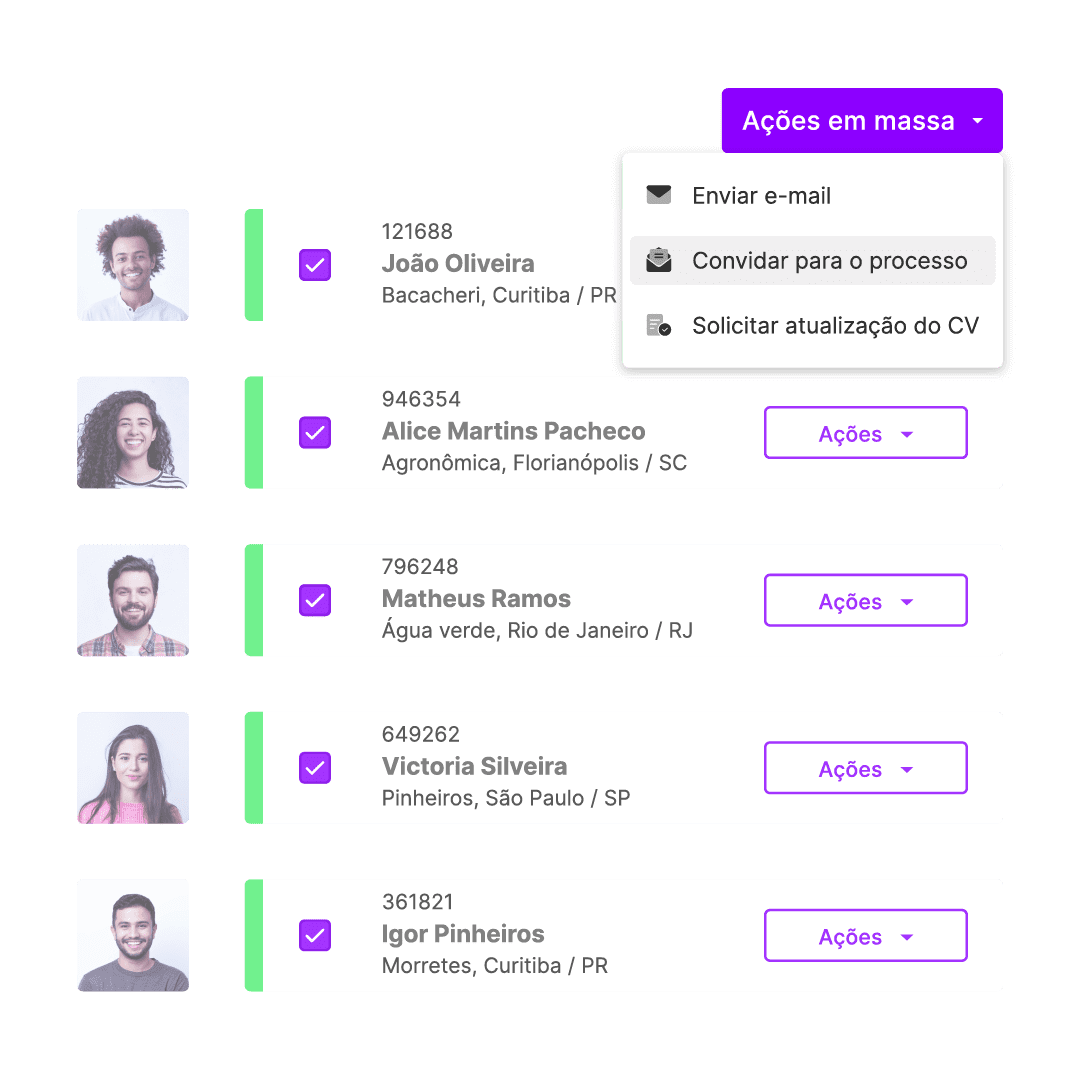 Ações em massa
Enviar e-mail
Convidar para o processo
Solicitar atualização do CV
121688
João Oliveira
Bacacheri, Curitiba / PR
946354
Alice Martins Pacheco
Agronômica, Florianópolis / SC
Ações
796248
Matheus Ramos
Água verde, Rio de Janeiro / RJ
Ações
649262
Victoria Silveira
Pinheiros, São Paulo / SP
Ações
361821
Igor Pinheiros
Morretes, Curitiba / PR
Ações